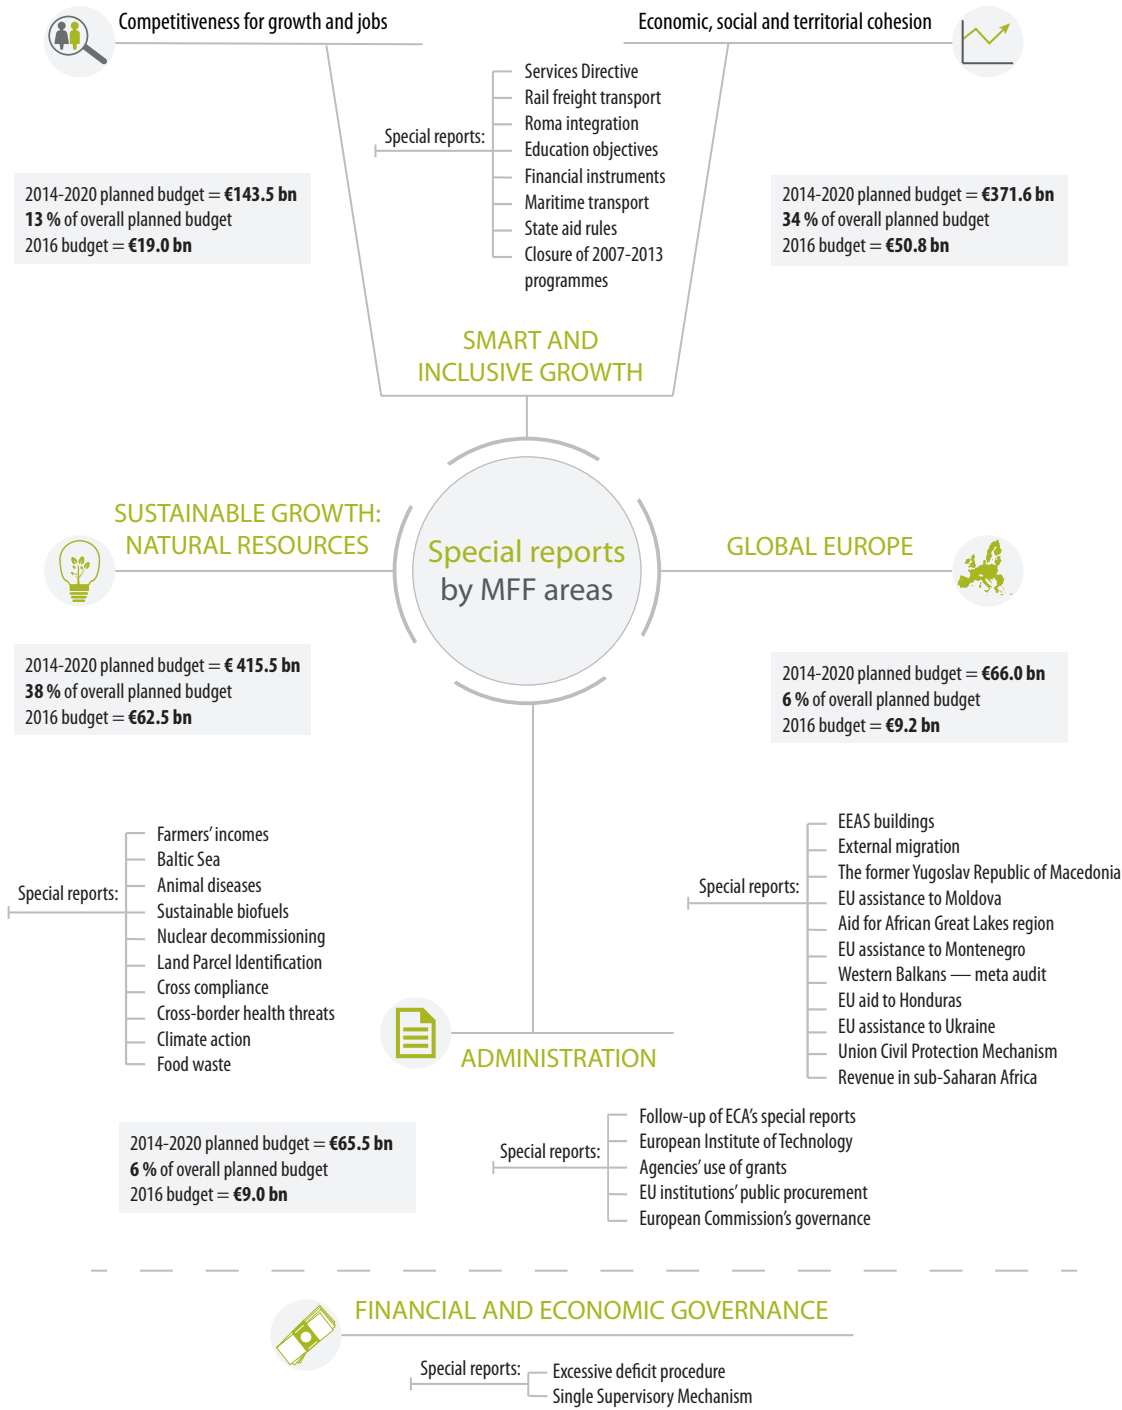 Competitiveness for growth and jobs
Economic, social and territorial cohesion
Special reports:
Services Directive
Rail freight transport
Roma integration
Education objectives
Financial instruments
Maritime transport
State aid rules
Closure of 2007-2013
programmes
2014-2020 planned budget = €143.5 bn
13 % of overall planned budget
2016 budget = €19.0 bn
2014-2020 planned budget = €371.6 bn
34 % of overall planned budget
2016 budget = €50.8 bn
SMART AND
INCLUSIVE GROWTH
SUSTAINABLE GROWTH:
NATURAL RESOURCES
Special reports
by MFF areas
GLOBAL EUROPE
2014-2020 planned budget = € 415.5 bn
38 % of overall planned budget
2016 budget = €62.5 bn
2014-2020 planned budget = €66.0 bn
6 % of overall planned budget
2016 budget = €9.2 bn
Special reports:
Farmers' incomes
Baltic Sea
Animal diseases
Sustainable biofuels
Nuclear decommissioning
Land Parcel Identification
Cross compliance
Cross-border health threats
Climate action
Food waste
Special reports:
EEAS buildings
External migration
The former Yugoslav Republic of Macedonia
EU assistance to Moldova
Aid for African Great Lakes region
EU assistance to Montenegro
Western Balkans — meta audit
EU aid to Honduras
EU assistance to Ukraine
Union Civil Protection Mechanism
Revenue in sub-Saharan Africa
ADMINISTRATION
2014-2020 planned budget = €65.5 bn
6 % of overall planned budget
2016 budget = €9.0 bn
Special reports:
Follow-up of ECA's special reports
European Institute of Technology
Agencies' use of grants
EU institutions' public procurement
European Commission's governance
FINANCIAL AND ECONOMIC GOVERNANCE
Special reports:
Excessive deficit procedure
Single Supervisory Mechanism